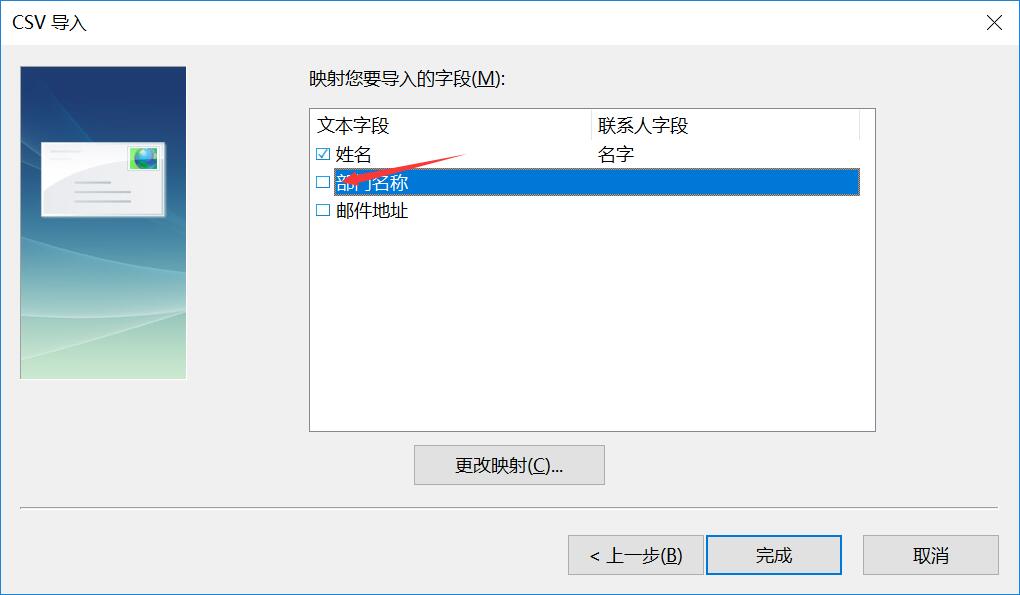 CSV 导入
映射您要导入的字段(M):
文本字段 联系人字段
姓名 名字
部门名称
邮件地址
更改映射(C)...
< 上一步(B) 完成 取消